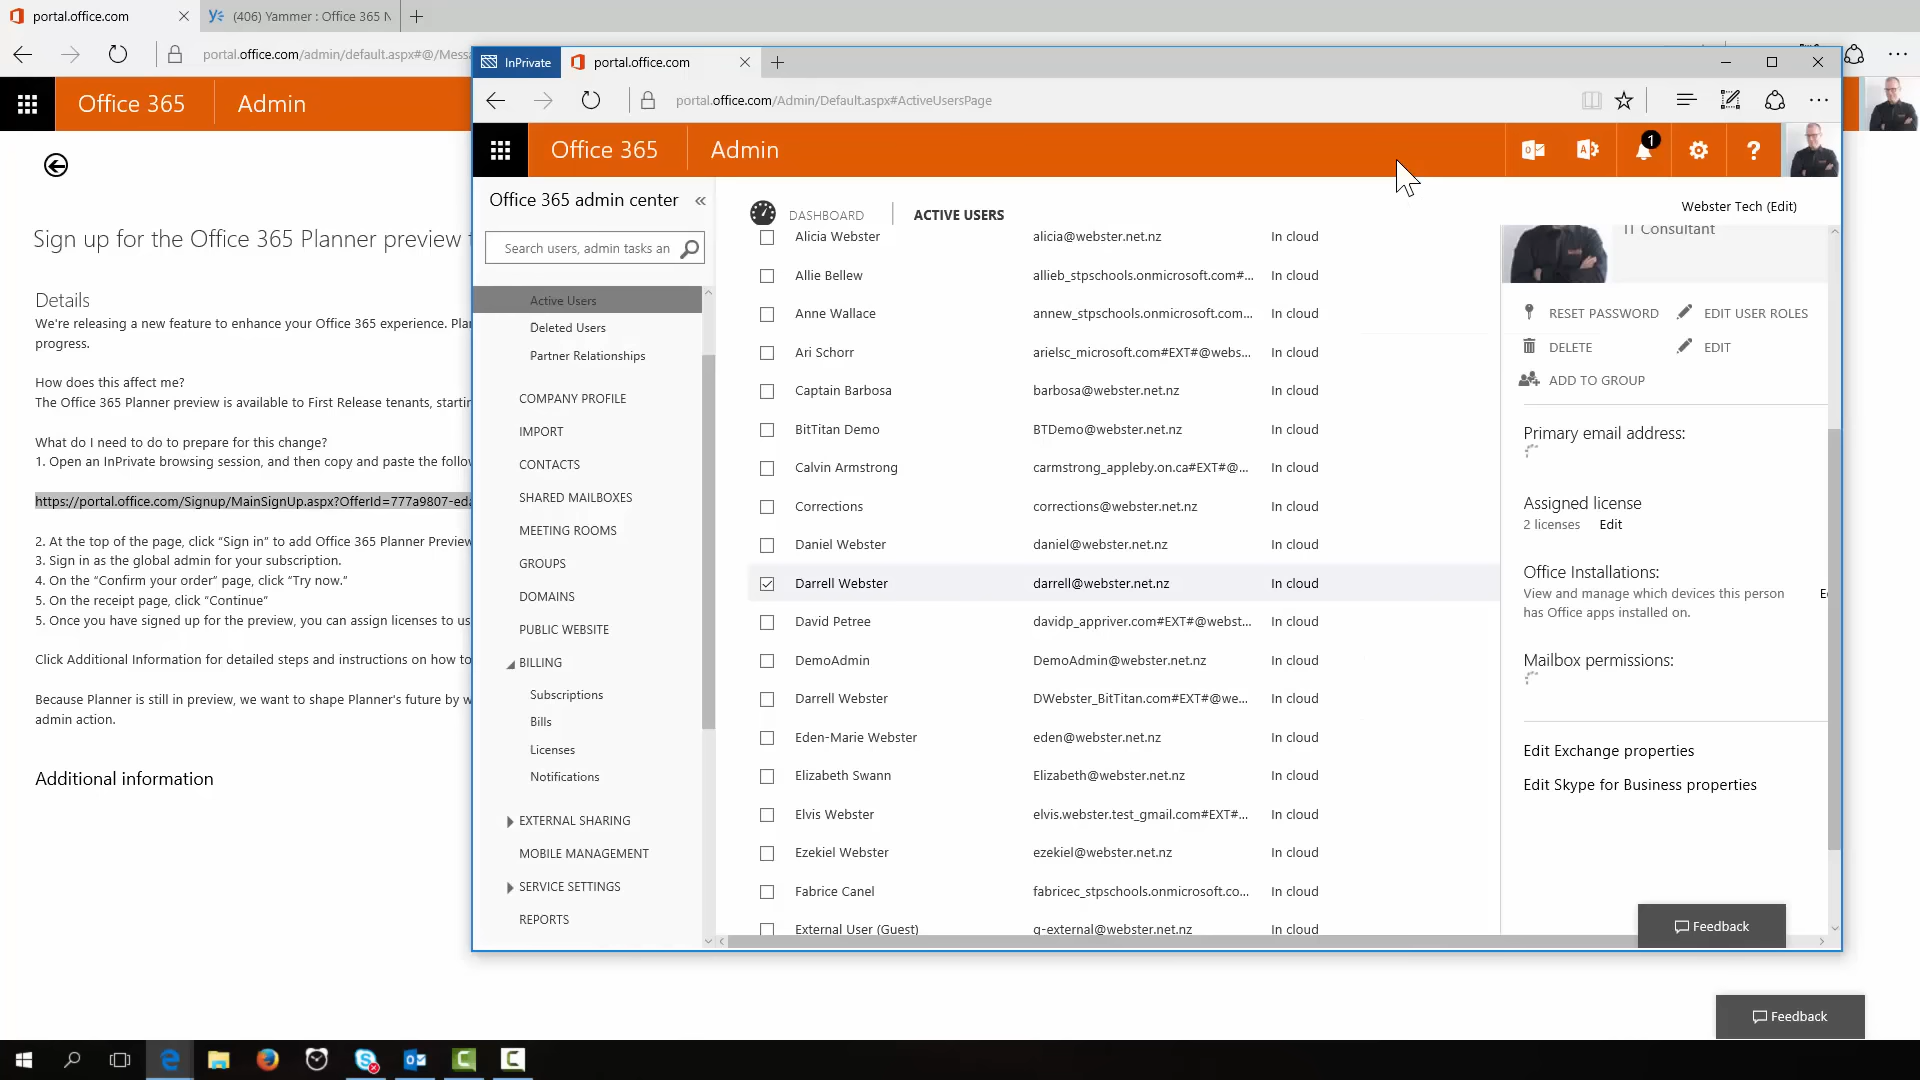 portal.office.com
(406) Yammer : Office 365 N
portal.office.com/admin/default.aspx#@/Messa
Office 365
Admin
Sign up for the Office 365 Planner preview
Details
We're releasing a new feature to enhance your Office 365 experience. Plan
progress.
How does this affect me?
The Office 365 Planner preview is available to First Release tenants, startin
What do I need to do to prepare for this change?
1. Open an InPrivate browsing session, and then copy and paste the follow
https://portal.office.com/Signup/MainSignUp.aspx?OfferId=777a9807-eda
2. At the top of the page, click “Sign in” to add Office 365 Planner Preview
3. Sign in as the global admin for your subscription.
4. On the “Confirm your order” page, click “Try now.”
5. On the receipt page, click “Continue”
5. Once you have signed up for the preview, you can assign licenses to us
Click Additional Information for detailed steps and instructions on how to
Because Planner is still in preview, we want to shape Planner's future by w
admin action.
Additional information
InPrivate
portal.office.com
portal.office.com/Admin/Default.aspx#ActiveUsersPage
Office 365
Admin
1
?
Office 365 admin center «
Search users, admin tasks an
Active Users
Deleted Users
Partner Relationships
COMPANY PROFILE
IMPORT
CONTACTS
SHARED MAILBOXES
MEETING ROOMS
GROUPS
DOMAINS
PUBLIC WEBSITE
BILLING
Subscriptions
Bills
Licenses
Notifications
EXTERNAL SHARING
MOBILE MANAGEMENT
SERVICE SETTINGS
REPORTS
DASHBOARD
ACTIVE USERS
Webster Tech (Edit)
Alicia Webster alicia@webster.net.nz In cloud
Allie Bellew allieb_stpschools.onmicrosoft.com#... In cloud
Anne Wallace annew_stpschools.onmicrosoft.com... In cloud
Ari Schorr arielsc_microsoft.com#EXT#@webs... In cloud
Captain Barbosa barbosa@webster.net.nz In cloud
BitTitan Demo BTDemo@webster.net.nz In cloud
Calvin Armstrong carmstrong_appleby.on.ca#EXT#@... In cloud
Corrections corrections@webster.net.nz In cloud
Daniel Webster daniel@webster.net.nz In cloud
Darrell Webster darrell@webster.net.nz In cloud
David Petree davidp_appriver.com#EXT#@webst... In cloud
DemoAdmin DemoAdmin@webster.net.nz In cloud
Darrell Webster DWebster_BitTitan.com#EXT#@we... In cloud
Eden-Marie Webster eden@webster.net.nz In cloud
Elizabeth Swann Elizabeth@webster.net.nz In cloud
Elvis Webster elvis.webster.test_gmail.com#EXT#... In cloud
Ezekiel Webster ezekiel@webster.net.nz In cloud
Fabrice Canel fabricec_stpschools.onmicrosoft.co... In cloud
External User (Guest) g-external@webster.net.nz In cloud
IT Consultant
RESET PASSWORD
EDIT USER ROLES
DELETE
EDIT
ADD TO GROUP
Primary email address:
Assigned license
2 licenses Edit
Office Installations:
View and manage which devices this person
has Office apps installed on.
Mailbox permissions:
Edit Exchange properties
Edit Skype for Business properties
Feedback
Feedback